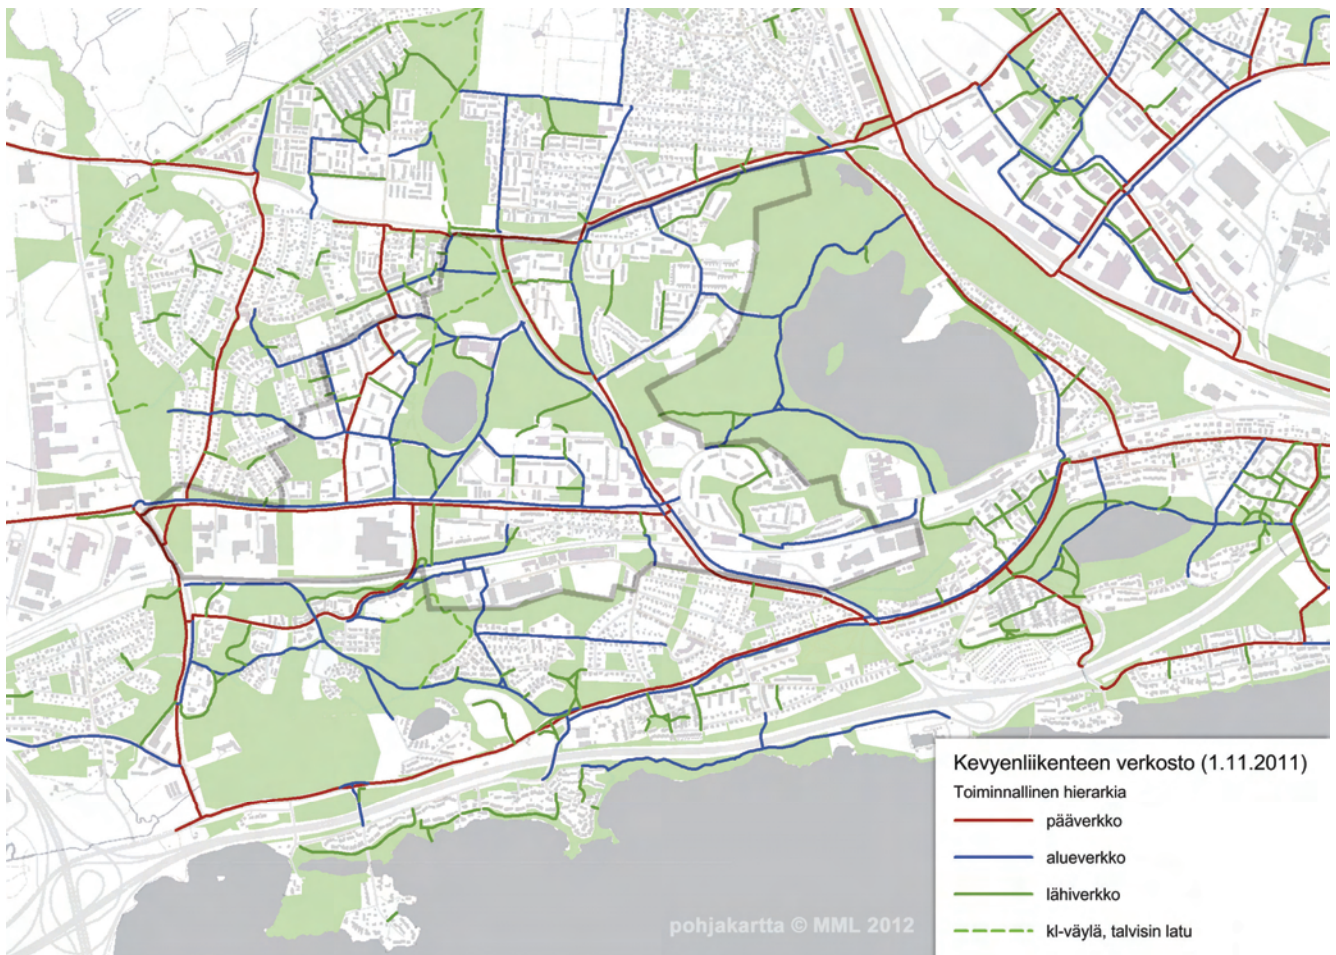 Kevyenliikenteen verkosto (1.11.2011)
Toiminnallinen hierarkia
pääverkko
alueverkko
lähiverkko
kl-väylä, talvisin latu
pohjakartta © MML 2012